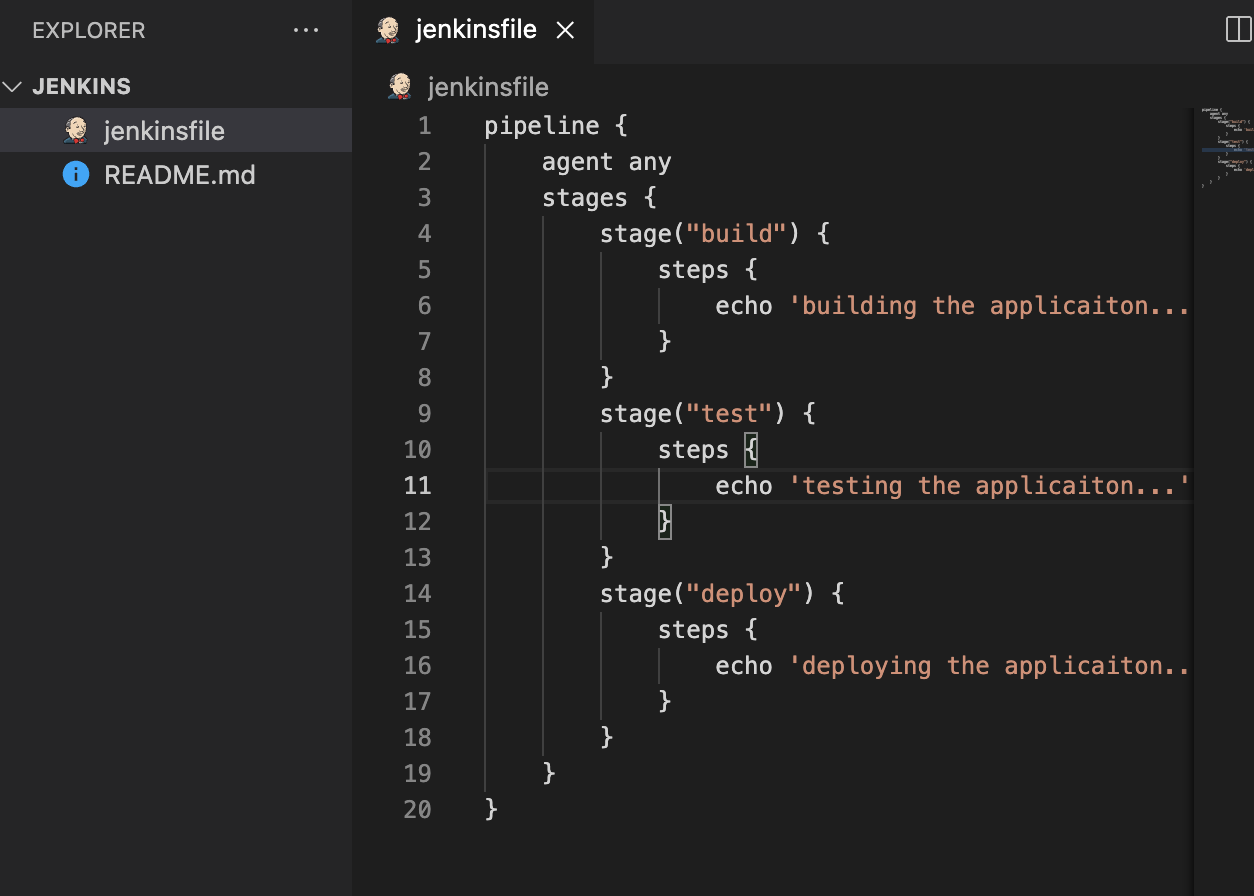 EXPLORER ...
JENKINS
jenkinsfile
README.md
jenkinsfile
jenkinsfile
1 pipeline {
2     agent any
3     stages {
4         stage("build") {
5             steps {
6                 echo 'building the applicaiton...
7             }
8         }
9         stage("test") {
10             steps {
11                 echo 'testing the applicaiton...'
12             }
13         }
14         stage("deploy") {
15             steps {
16                 echo 'deploying the applicaiton..
17             }
18         }
19     }
20 }